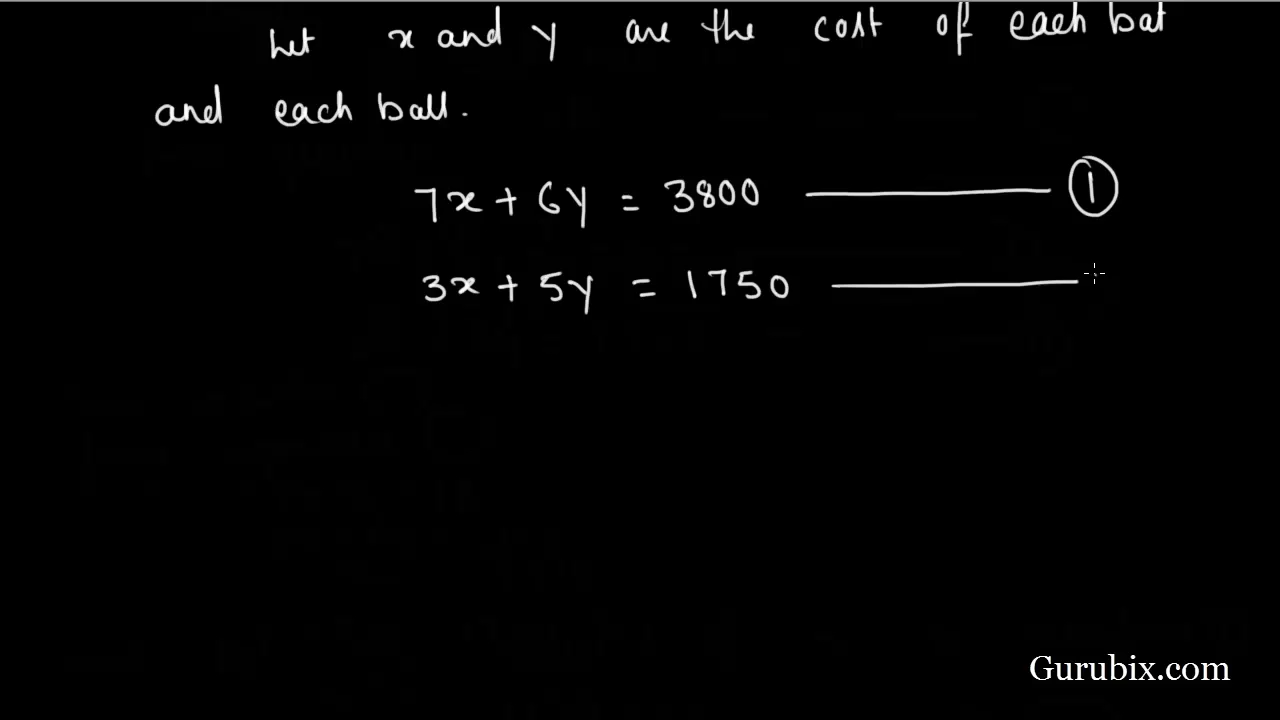 Let x and y are the cost of each bat
and each ball.
7x + 6y = 3800 ——— ①
3x + 5y = 1750 ———
Gurubix.com